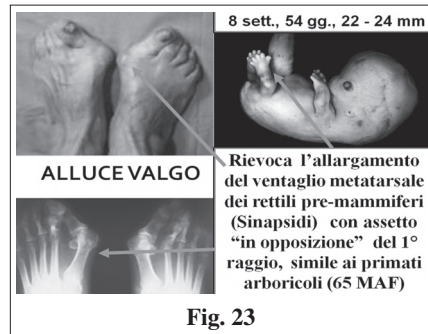 8 sett., 54 gg., 22 - 24 mm
ALLUCE VALGO
Rievoca l’allargamento
del ventaglio metatarsale
dei rettili pre-mammiferi
(Sinapsidi) con assetto
“in opposizione” del 1°
raggio, simile ai primati
arboricoli (65 MAF)
Fig. 23